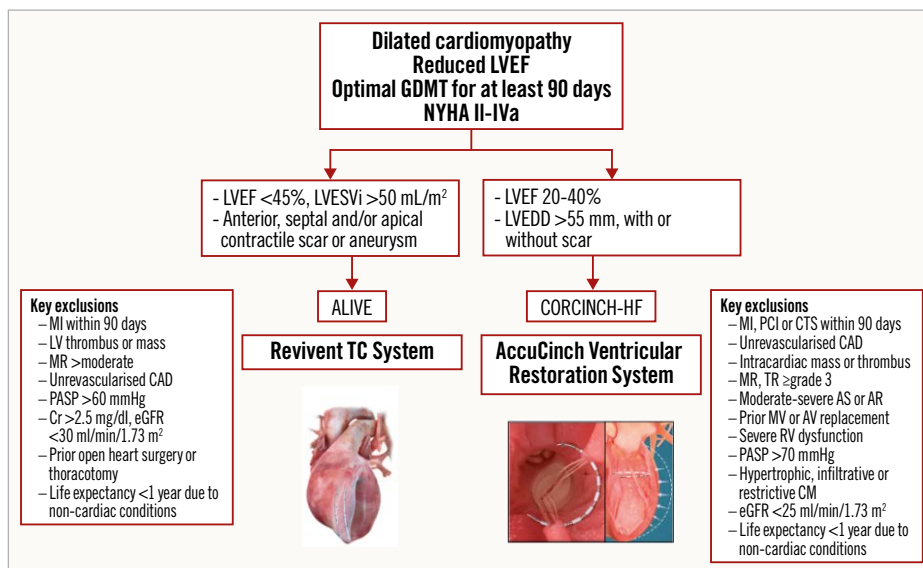 Dilated cardiomyopathy
Reduced LVEF
Optimal GDMT for at least 90 days
NYHA II-IVa
- LVEF <45%, LVESVi >50 mL/m²
- Anterior, septal and/or apical
contractile scar or aneurysm
- LVEF 20-40%
- LVEDD >55 mm, with or
without scar
ALIVE
CORCINCH-HF
Revivent TC System
AccuCinch Ventricular
Restoration System
Key exclusions
– MI within 90 days
– LV thrombus or mass
– MR >moderate
– Unrevascularised CAD
– PASP >60 mmHg
– Cr >2.5 mg/dl, eGFR
<30 ml/min/1.73 m²
– Prior open heart surgery or
thoracotomy
– Life expectancy <1 year due to
non-cardiac conditions
Key exclusions
– MI, PCI or CTS within 90 days
– Unrevascularised CAD
– Intracardiac mass or thrombus
– MR, TR ≥grade 3
– Moderate-severe AS or AR
– Prior MV or AV replacement
– Severe RV dysfunction
– PASP >70 mmHg
– Hypertrophic, infiltrative or
restrictive CM
– eGFR <25 ml/min/1.73 m²
– Life expectancy <1 year due to
non-cardiac conditions